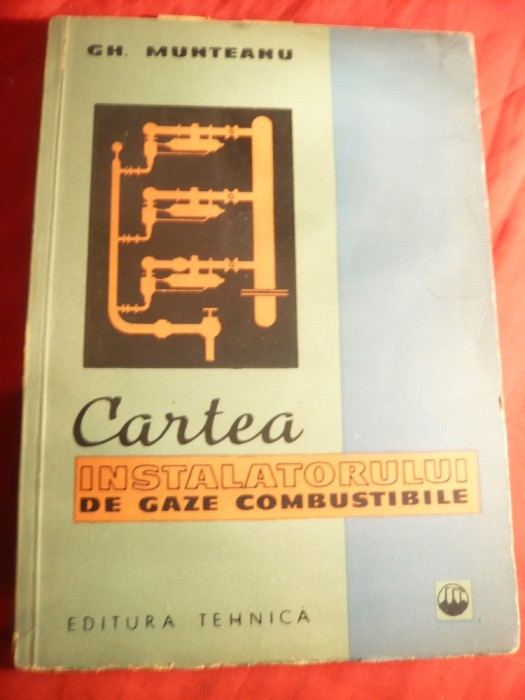 GH. MUNTEANU
Cartea
INSTALATORULUI
DE GAZE COMBUSTIBILE
EDITURA TEHNICĂ